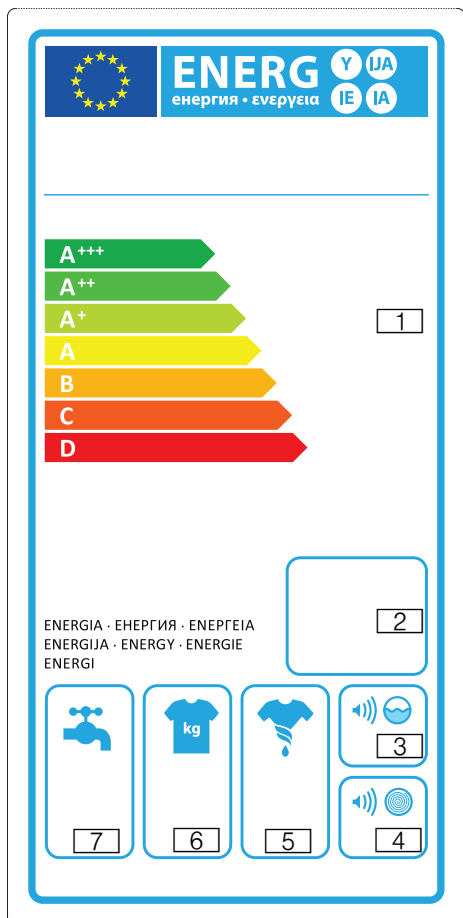 ENERG Y IJA
енергия · ενεργεια IE IA
A+++
A++
A+
1
A
B
C
D
2
ENERGIA · ЕНЕРГИЯ · ΕΝΕΡΓΕΙΑ
ENERGIJA · ENERGY · ENERGIE
ENERGI
kg
3
7 6 5 4